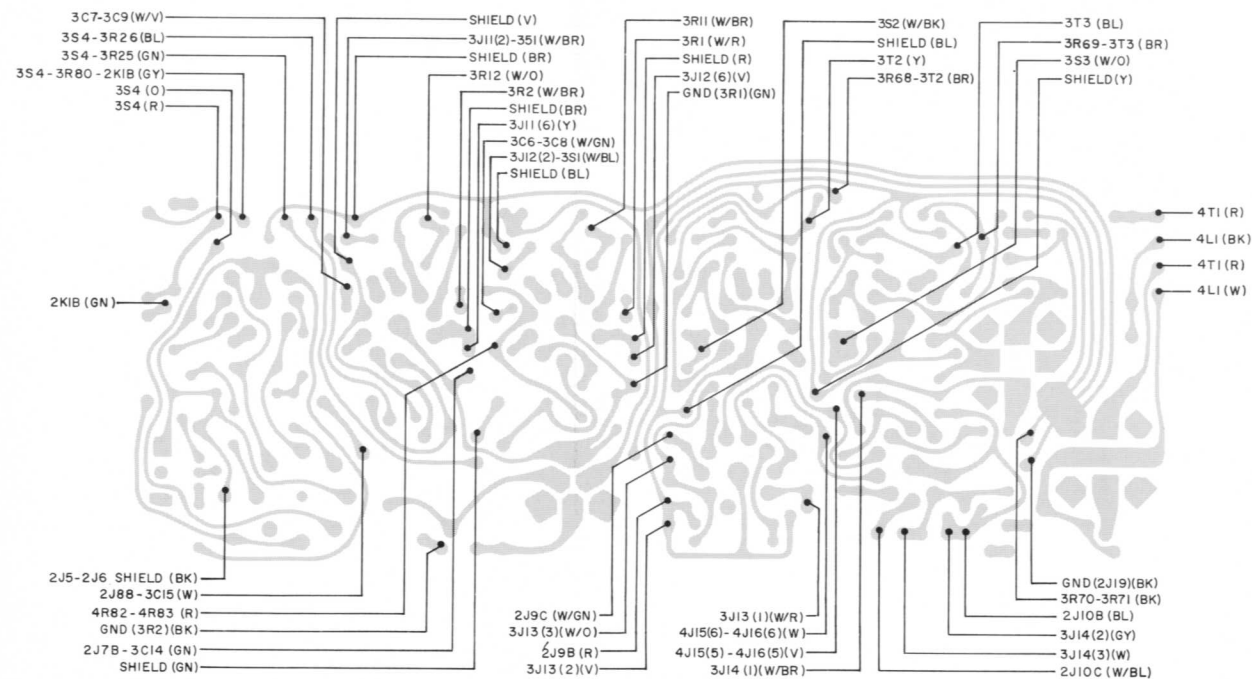 3C7-3C9 (W/V)
3S4-3R26 (BL)
3S4-3R25 (GN)
3S4-3R80-2K1B (GY)
3S4 (O)
3S4 (R)
SHIELD (V)
3J11(2)-351 (W/BR)
SHIELD (BR)
3R12 (W/O)
3R2 (W/BR)
SHIELD (BR)
3J11(6)(Y)
3C6-3C8 (W/GN)
3J12(2)-3S1(W/BL)
SHIELD (BL)
3R11 (W/BR)
3R1 (W/R)
SHIELD (R)
3J12(6)(V)
GND (3R1)(GN)
3S2 (W/BK)
SHIELD (BL)
3T2 (Y)
3R68-3T2 (BR)
3T3 (BL)
3R69-3T3 (BR)
3S3 (W/O)
SHIELD (Y)
4T1 (R)
4L1 (BK)
4T1 (R)
4L1 (W)
2K1B (GN)
2J5-2J6 SHIELD (BK)
2J88-3C15 (W)
4R82-4R83 (R)
GND (3R2)(BK)
2J7B-3C14 (GN)
SHIELD (GN)
2J9C (W/GN)
3J13 (3)(W/O)
2J9B (R)
3J13 (2)(V)
3J13 (1)(W/R)
4J15(6)-4J16(6)(W)
4J15(5)-4J16(5)(V)
3J14 (1)(W/BR)
GND (2J19)(BK)
3R70-3R71 (BK)
2J10B (BL)
3J14(2)(GY)
3J14(3)(W)
2J10C (W/BL)